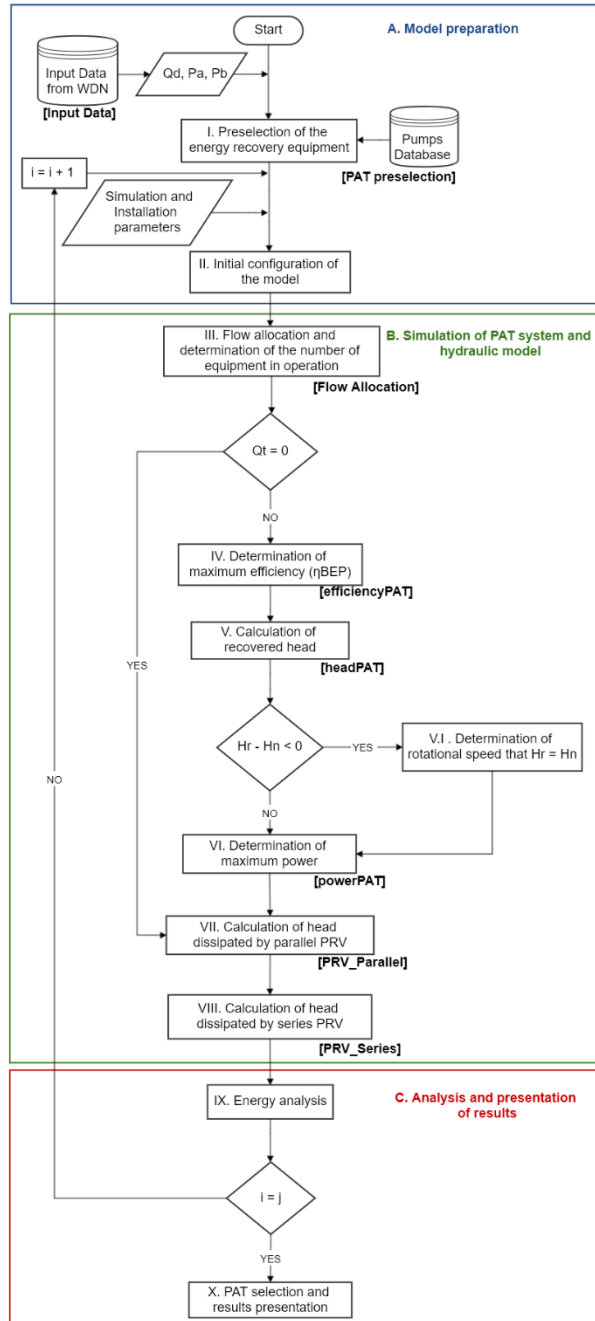 Start
A. Model preparation
Input Data
from WDN
Qd, Pa, Pb
[Input Data]
I. Preselection of the
energy recovery equipment
Pumps
Database
[PAT preselection]
i = i + 1
Simulation and
Installation
parameters
II. Initial configuration of
the model
III. Flow allocation and
determination of the number of
equipment in operation
B. Simulation of PAT system and
hydraulic model
[Flow Allocation]
Qt = 0
NO
IV. Determination of
maximum efficiency (ηBEP)
[efficiencyPAT]
V. Calculation of
recovered head
[headPAT]
YES
Hr - Hn < 0
YES
V.I . Determination of
rotational speed that Hr = Hn
NO
NO
VI. Determination of
maximum power
[powerPAT]
VII. Calculation of head
dissipated by parallel PRV
[PRV_Parallel]
VIII. Calculation of head
dissipated by series PRV
[PRV_Series]
IX. Energy analysis
C. Analysis and presentation
of results
i = j
YES
X. PAT selection and
results presentation